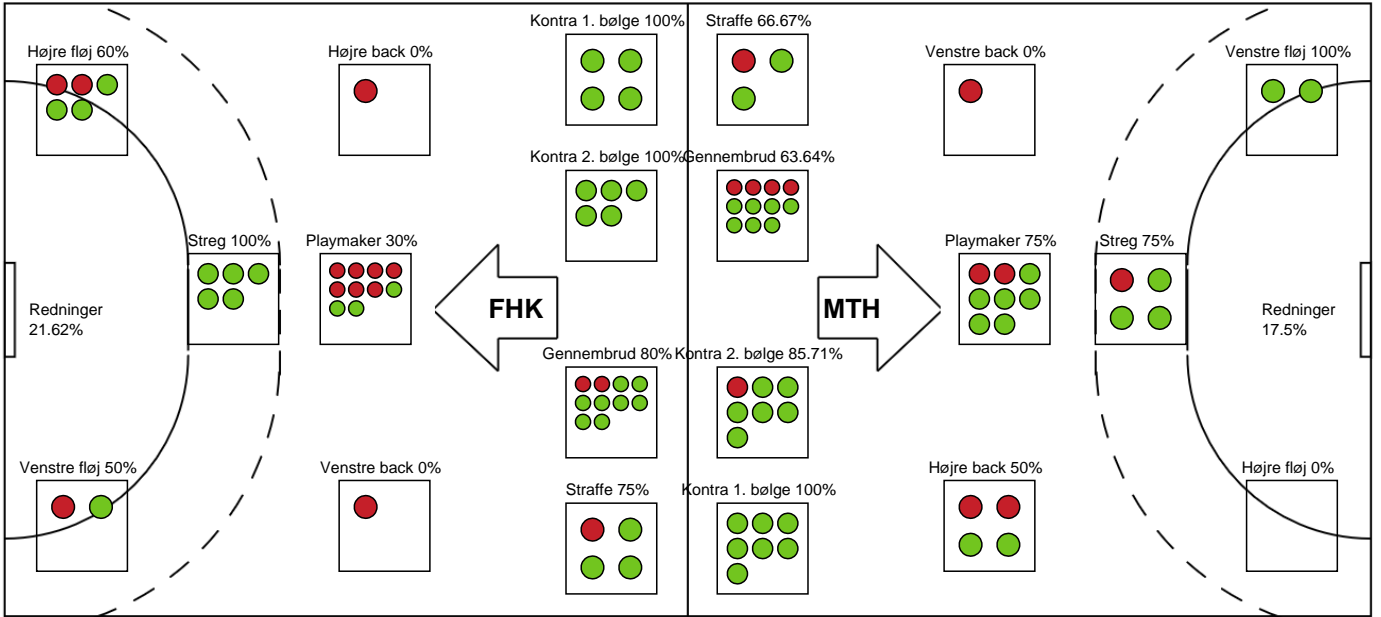 Kontra 1. bølge 100%
Straffe 66.67%
Højre fløj 60%
Højre back 0%
Venstre back 0%
Venstre fløj 100%
Kontra 2. bølge 100%
Gennembrud 63.64%
Streg 100%
Playmaker 30%
Playmaker 75%
Streg 75%
Redninger
21.62%
FHK
MTH
Redninger
17.5%
Gennembrud 80%
Kontra 2. bølge 85.71%
Venstre fløj 50%
Venstre back 0%
Højre back 50%
Højre fløj 0%
Straffe 75%
Kontra 1. bølge 100%